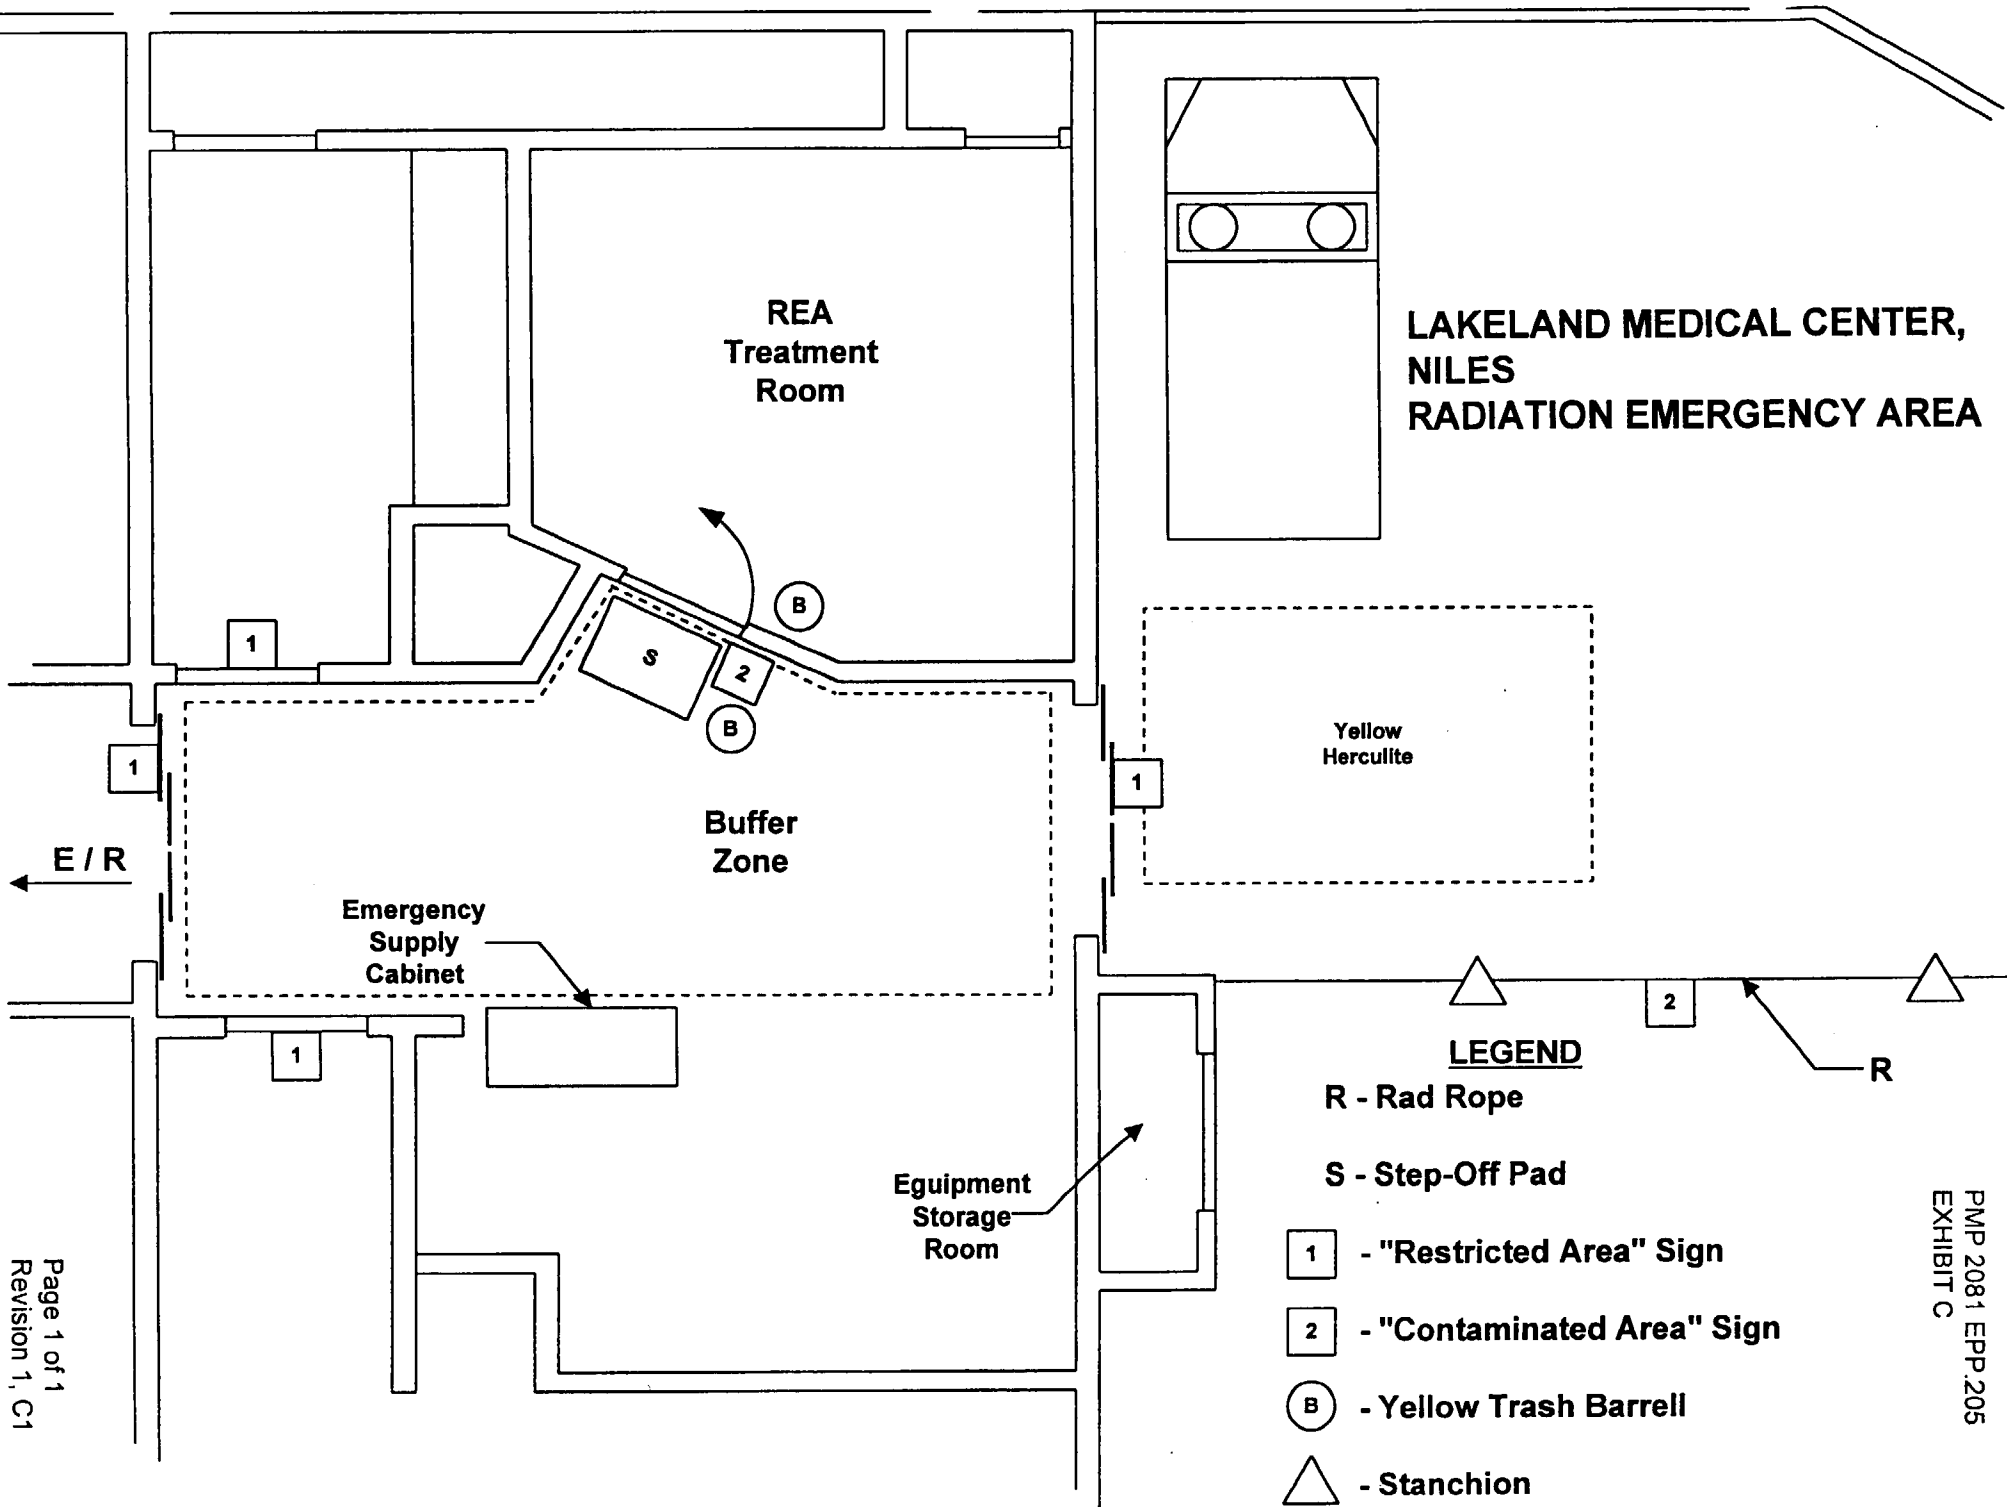 REA
Treatment
Room
LAKELAND MEDICAL CENTER,
NILES
RADIATION EMERGENCY AREA
B
1
S
2
B
1
1
Yellow
Herculite
Buffer
Zone
E / R
Emergency
Supply
Cabinet
1
2
R
Eguipment
Storage
Room
LEGEND
R - Rad Rope
S - Step-Off Pad
1 - "Restricted Area" Sign
2 - "Contaminated Area" Sign
B - Yellow Trash Barrell
- Stanchion
PMP 2081 EPP.205
EXHIBIT C
Page 1 of 1
Revision 1, C1